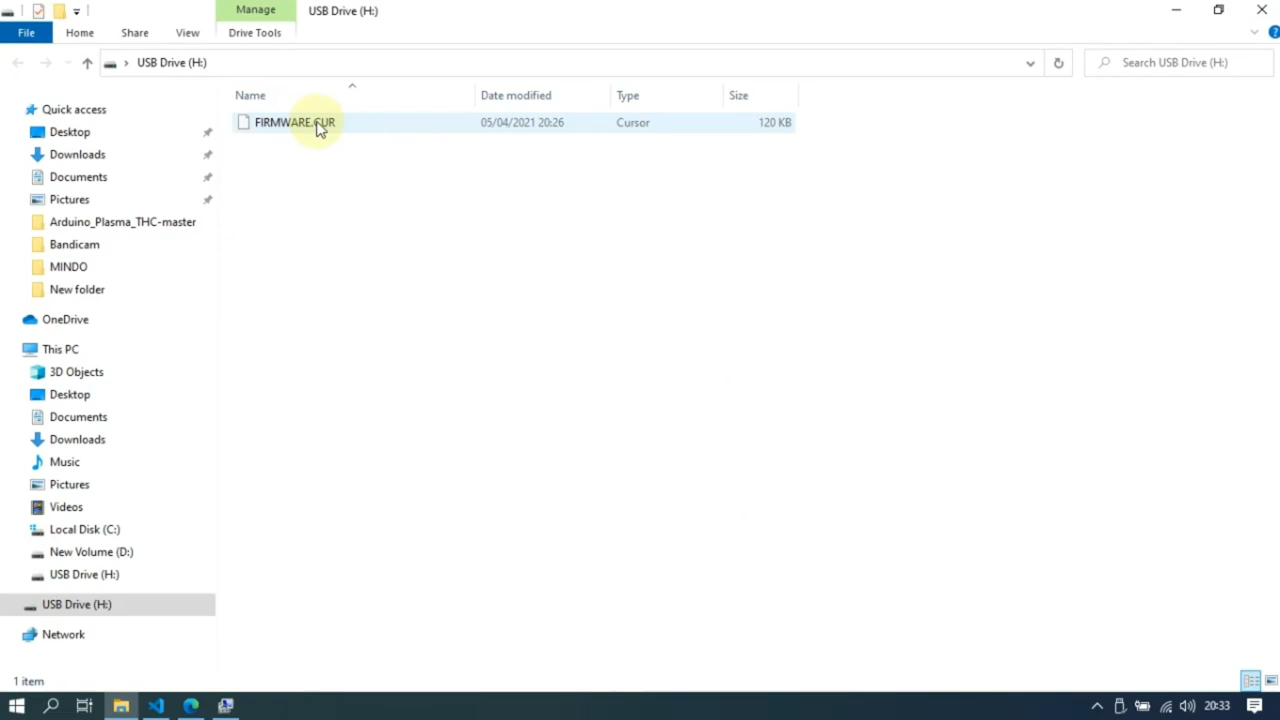 Manage
USB Drive (H:)
File
Home
Share
View
Drive Tools
USB Drive (H:)
Search USB Drive (H:)
Name
Date modified
Type
Size
FIRMWARE.CUR
05/04/2021 20:26
Cursor
120 KB
Quick access
Desktop
Downloads
Documents
Pictures
Arduino_Plasma_THC-master
Bandicam
MINDO
New folder
OneDrive
This PC
3D Objects
Desktop
Documents
Downloads
Music
Pictures
Videos
Local Disk (C:)
New Volume (D:)
USB Drive (H:)
USB Drive (H:)
Network
1 item
20:33